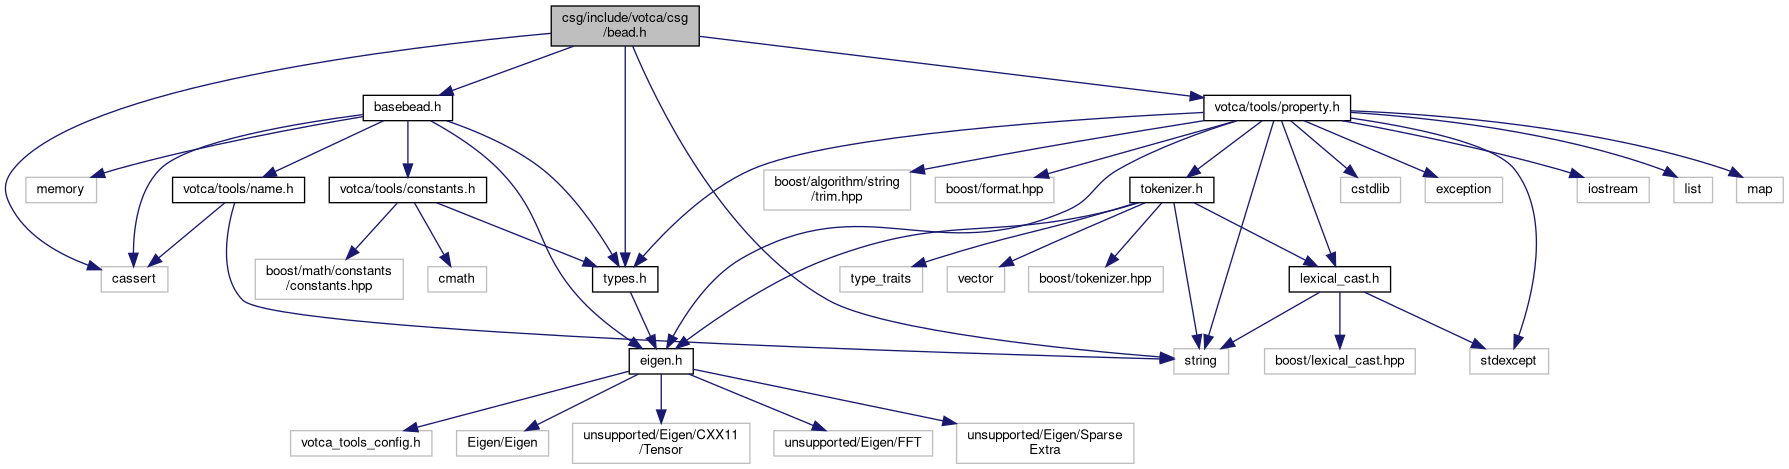 csg/include/votca/csg
/bead.h
basebead.h
votca/tools/property.h
memory
votca/tools/name.h
votca/tools/constants.h
boost/algorithm/string
/trim.hpp
boost/format.hpp
tokenizer.h
cstdlib
exception
iostream
list
map
cassert
boost/math/constants
/constants.hpp
cmath
types.h
type_traits
vector
boost/tokenizer.hpp
lexical_cast.h
eigen.h
string
boost/lexical_cast.hpp
stdexcept
votca_tools_config.h
Eigen/Eigen
unsupported/Eigen/CXX11
/Tensor
unsupported/Eigen/FFT
unsupported/Eigen/Sparse
Extra